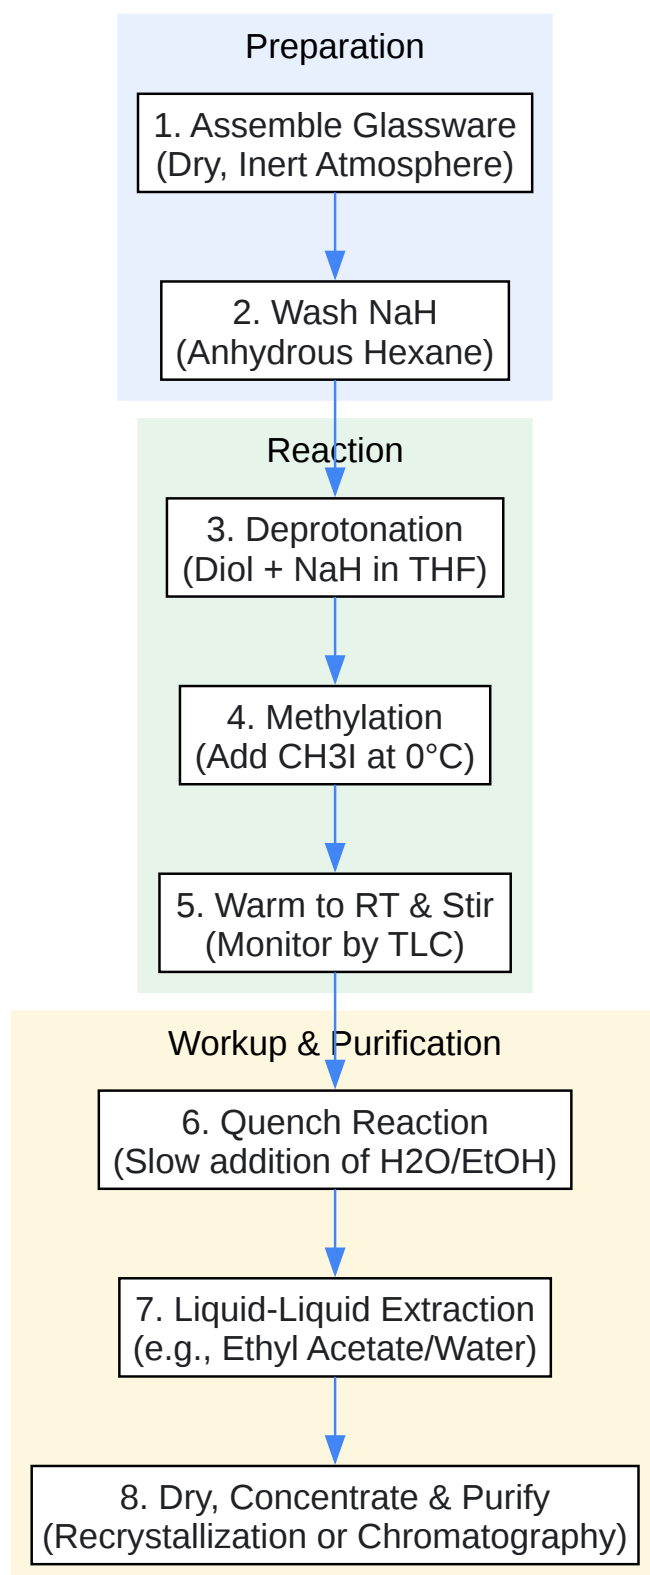 Preparation
1. Assemble Glassware
(Dry, Inert Atmosphere)
2. Wash NaH
(Anhydrous Hexane)
Reaction
3. Deprotonation
(Diol + NaH in THF)
4. Methylation
(Add CH3I at 0°C)
5. Warm to RT & Stir
(Monitor by TLC)
Workup & Purification
6. Quench Reaction
(Slow addition of H2O/EtOH)
7. Liquid-Liquid Extraction
(e.g., Ethyl Acetate/Water)
8. Dry, Concentrate & Purify
(Recrystallization or Chromatography)